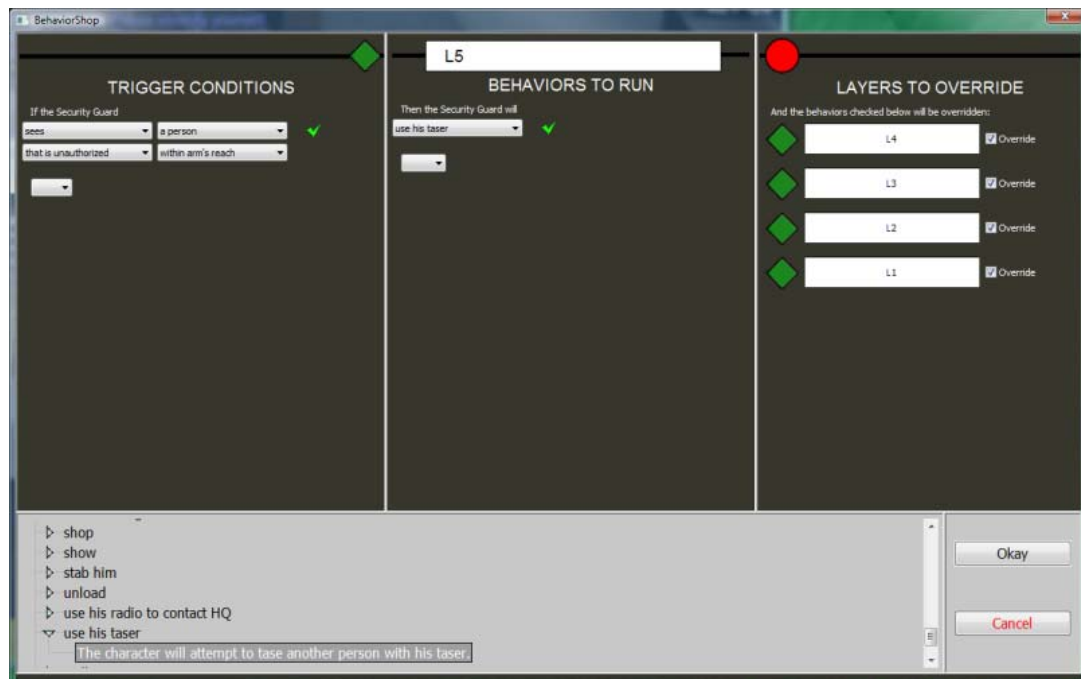 BehaviorShop
TRIGGER CONDITIONS
If the Security Guard
sees
a person
that is unauthorized
within arm's reach
L5
BEHAVIORS TO RUN
Then the Security Guard will
use his taser
LAYERS TO OVERRIDE
And the behaviors checked below will be overridden:
L4
Override
L3
Override
L2
Override
L1
Override
shop
show
stab him
unload
use his radio to contact HQ
use his taser
The character will attempt to tase another person with his taser.
Okay
Cancel